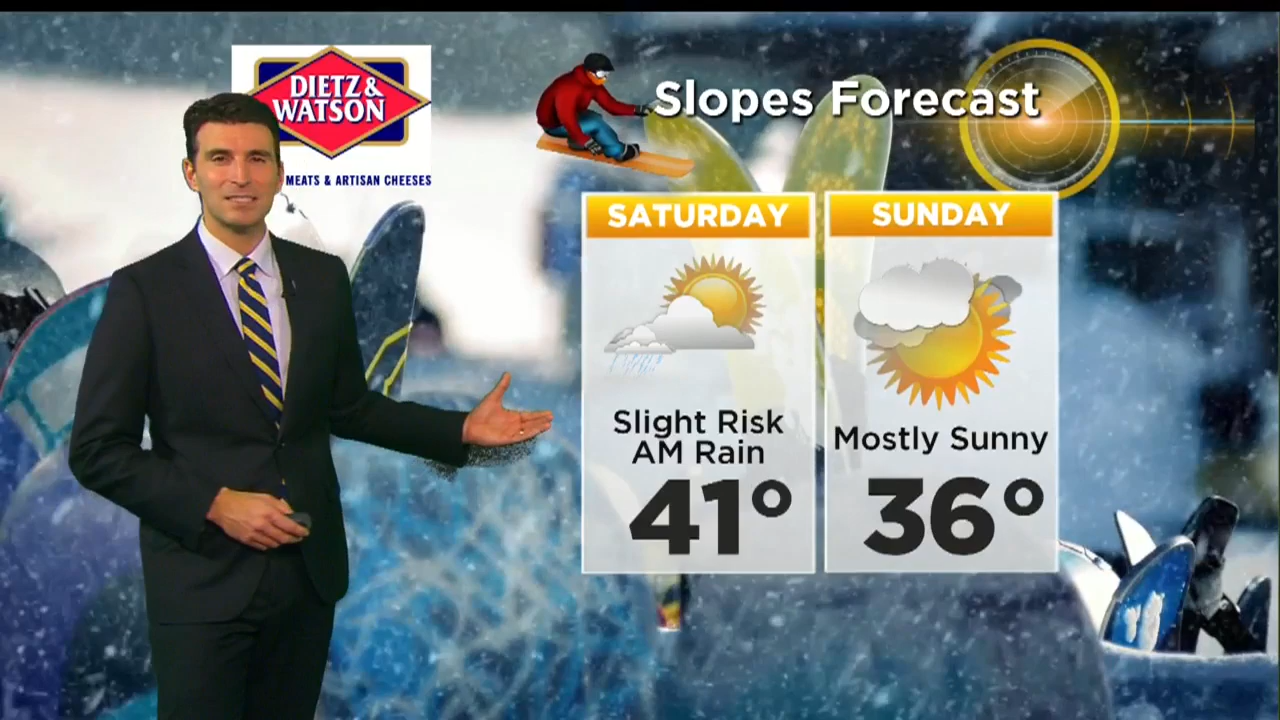 DIETZ &
WATSON
MEATS & ARTISAN CHEESES
Slopes Forecast
SATURDAY
Slight Risk
AM Rain
41°
SUNDAY
Mostly Sunny
36°